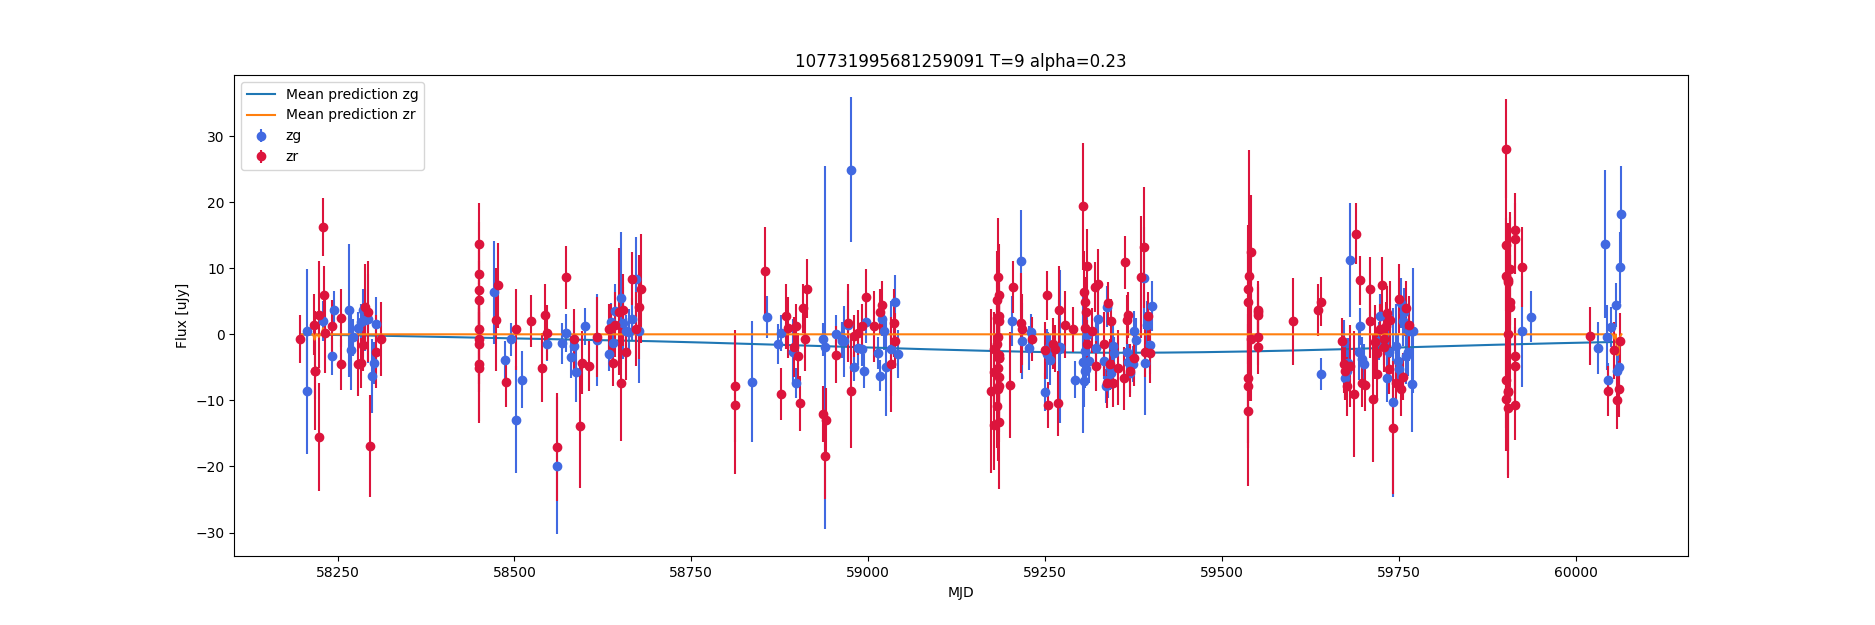 107731995681259091 T=9 alpha=0.23
Mean prediction zg
Mean prediction zr
zg
zr
Flux [uJy]
30
20
10
0
−10
−20
−30
58250 58500 58750 59000 59250 59500 59750 60000
MJD